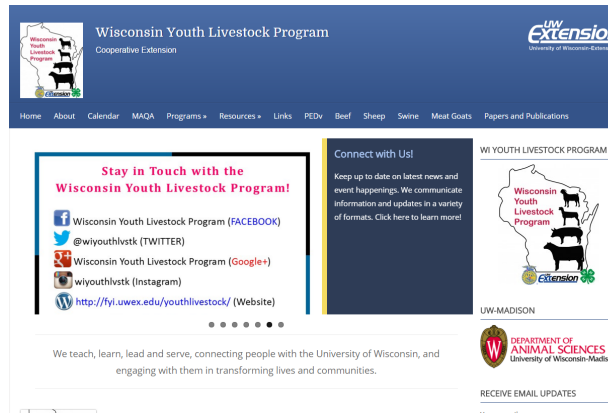 Wisconsin
Youth
Livestock
Program
Extension
Wisconsin Youth Livestock Program
Cooperative Extension
UW
Extension
University of Wisconsin-Exten
Home About Calendar MAQA Programs » Resources » Links PEDv Beef Sheep Swine Meat Goats Papers and Publications
Stay in Touch with the
Wisconsin Youth Livestock Program!
Wisconsin Youth Livestock Program (FACEBOOK)
@wiyouthlvstk (TWITTER)
Wisconsin Youth Livestock Program (Google+)
wiyouthlvstk (Instagram)
http://fyi.uwex.edu/youthlivestock/ (Website)
Connect with Us!
Keep up to date on latest news and
event happenings. We communicate
information and updates in a variety
of formats. Click here to learn more!
We teach, learn, lead and serve, connecting people with the University of Wisconsin, and
engaging with them in transforming lives and communities.
WI YOUTH LIVESTOCK PROGRAM
Wisconsin
Youth
Livestock
Program
Extension
UW-MADISON
W
DEPARTMENT OF
ANIMAL SCIENCES
University of Wisconsin-Madis
RECEIVE EMAIL UPDATES